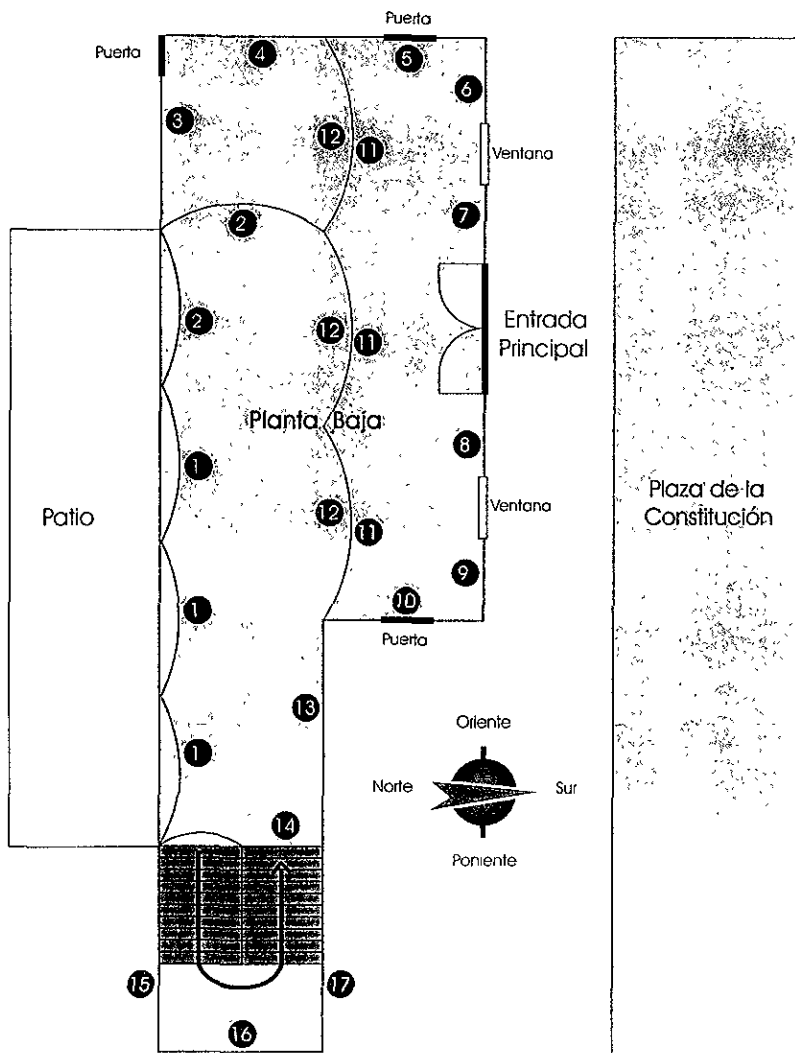 Puerta
Puerta
4
5
6
3
12
11
Ventana
2
7
2
12
11
Entrada
Principal
Planta Baja
8
1
12
11
Ventana
Patio
Plaza de la
Constitución
9
10
1
Puerta
13
Oriente
1
Norte
Sur
14
Poniente
15
17
16